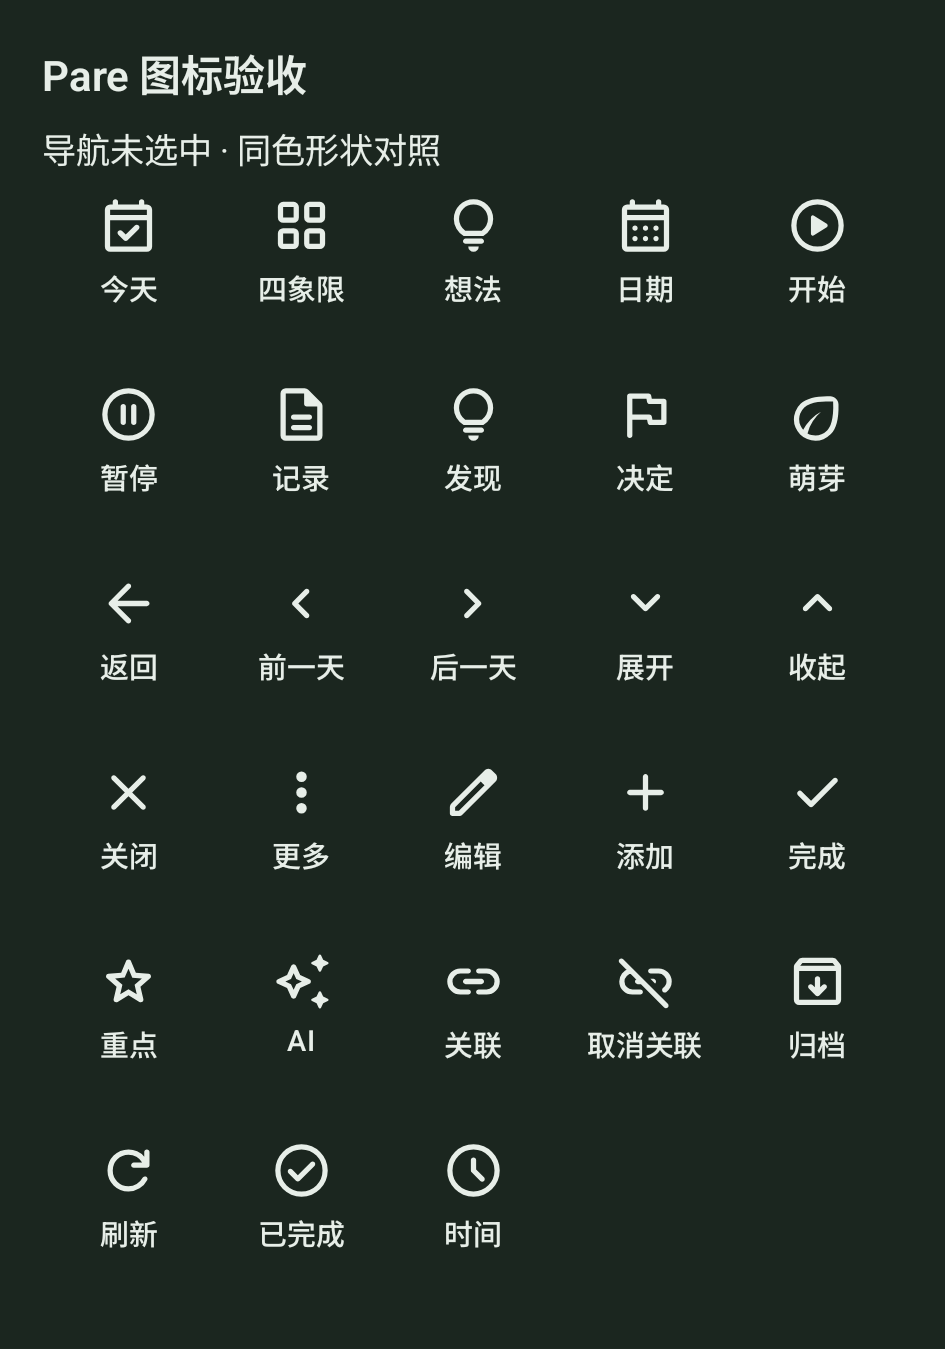 Pare 图标验收
导航未选中 · 同色形状对照
今天 四象限 想法 日期 开始
暂停 记录 发现 决定 萌芽
返回 前一天 后一天 展开 收起
关闭 更多 编辑 添加 完成
重点 AI 关联 取消关联 归档
刷新 已完成 时间